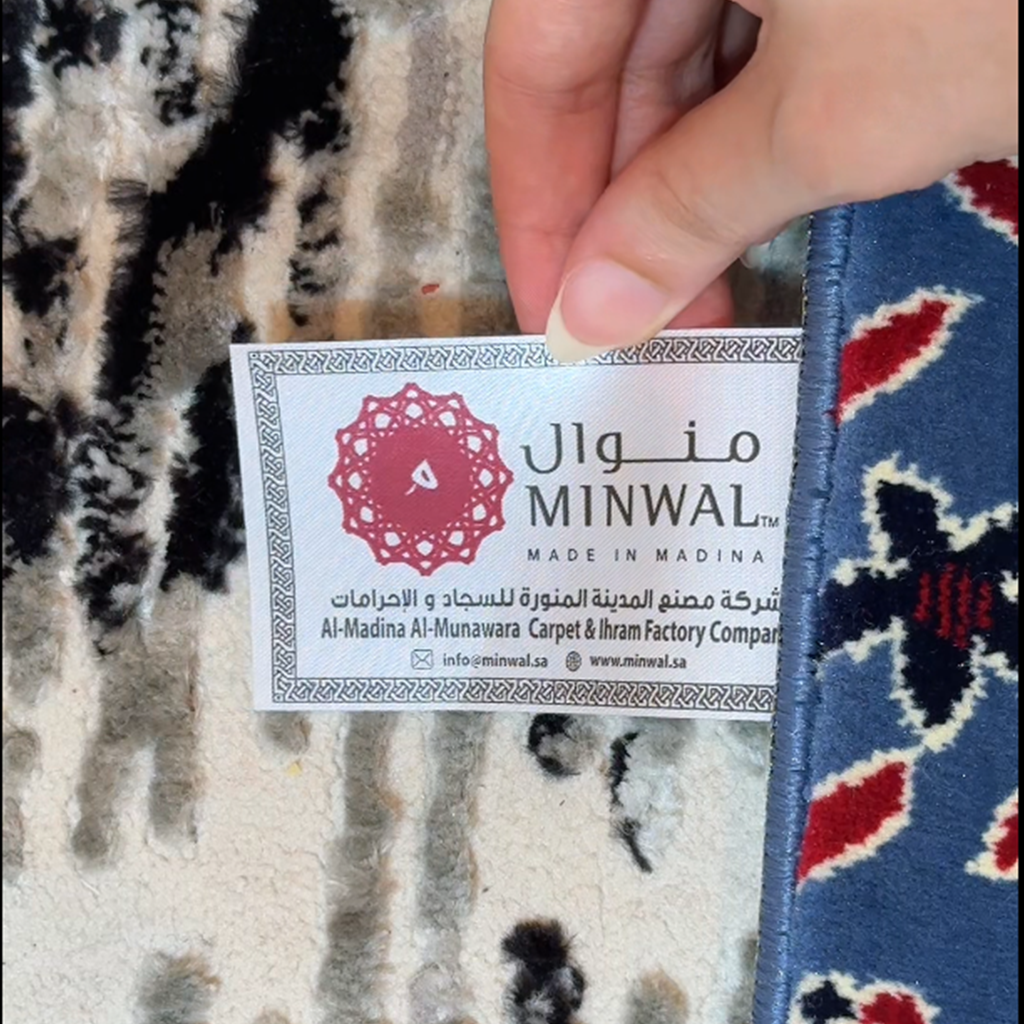 منوال
MINWAL™
MADE IN MADINA
شركة مصنع المدينة المنورة للسجاد و الإحرامات
Al-Madina Al-Munawara Carpet & Ihram Factory Compan
info@minwal.sa www.minwal.sa